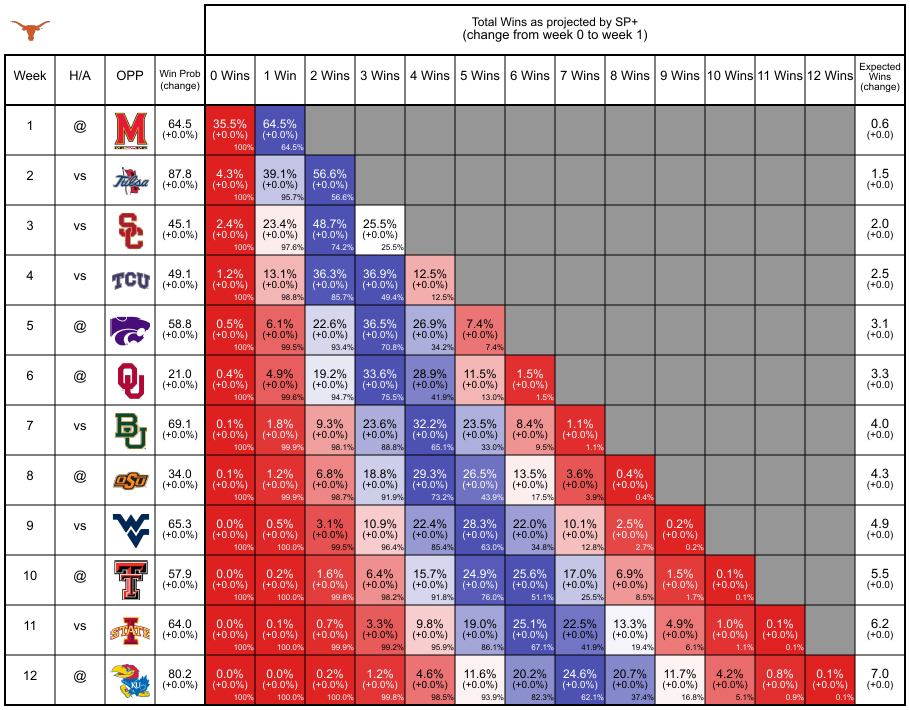 Total Wins as projected by SP+
(change from week 0 to week 1)
Week H/A OPP Win Prob (change) 0 Wins 1 Win 2 Wins 3 Wins 4 Wins 5 Wins 6 Wins 7 Wins 8 Wins 9 Wins 10 Wins 11 Wins 12 Wins Expected Wins (change)
1 @ M 64.5 35.5% 64.5% 0.6
(+0.0%) (+0.0%) (+0.0%) (+0.0)
100% 64.5%
2 vs Tulsa 87.8 4.3% 39.1% 56.6% 1.5
(+0.0%) (+0.0%) (+0.0%) (+0.0%) (+0.0)
100% 95.7% 56.6%
3 vs SC 45.1 2.4% 23.4% 48.7% 25.5% 2.0
(+0.0%) (+0.0%) (+0.0%) (+0.0%) (+0.0%) (+0.0)
100% 97.6% 74.2% 25.5%
4 vs TCU 49.1 1.2% 13.1% 36.3% 36.9% 12.5% 2.5
(+0.0%) (+0.0%) (+0.0%) (+0.0%) (+0.0%) (+0.0%) (+0.0)
100% 98.8% 85.7% 49.4% 12.5%
5 @ 58.8 0.5% 6.1% 22.6% 36.5% 26.9% 7.4% 3.1
(+0.0%) (+0.0%) (+0.0%) (+0.0%) (+0.0%) (+0.0%) (+0.0%) (+0.0)
100% 99.5% 93.4% 70.8% 34.2% 7.4%
6 @ OU 21.0 0.4% 4.9% 19.2% 33.6% 28.9% 11.5% 1.5% 3.3
(+0.0%) (+0.0%) (+0.0%) (+0.0%) (+0.0%) (+0.0%) (+0.0%) (+0.0%) (+0.0)
100% 99.6% 94.7% 75.5% 41.9% 13.0% 1.5%
7 vs BU 69.1 0.1% 1.8% 9.3% 23.6% 32.2% 23.5% 8.4% 1.1% 4.0
(+0.0%) (+0.0%) (+0.0%) (+0.0%) (+0.0%) (+0.0%) (+0.0%) (+0.0%) (+0.0%) (+0.0)
100% 99.9% 98.1% 88.8% 65.1% 33.0% 9.5% 1.1%
8 @ OSU 34.0 0.1% 1.2% 6.8% 18.8% 29.3% 26.5% 13.5% 3.6% 0.4% 4.3
(+0.0%) (+0.0%) (+0.0%) (+0.0%) (+0.0%) (+0.0%) (+0.0%) (+0.0%) (+0.0%) (+0.0%) (+0.0)
100% 99.9% 98.7% 91.9% 73.2% 43.9% 17.5% 3.9% 0.4%
9 vs WV 65.3 0.0% 0.5% 3.1% 10.9% 22.4% 28.3% 22.0% 10.1% 2.5% 0.2% 4.9
(+0.0%) (+0.0%) (+0.0%) (+0.0%) (+0.0%) (+0.0%) (+0.0%) (+0.0%) (+0.0%) (+0.0%) (+0.0%) (+0.0)
100% 100.0% 99.5% 96.4% 85.4% 63.0% 34.8% 12.8% 2.7% 0.2%
10 @ TT 57.9 0.0% 0.2% 1.6% 6.4% 15.7% 24.9% 25.6% 17.0% 6.9% 1.5% 0.1% 5.5
(+0.0%) (+0.0%) (+0.0%) (+0.0%) (+0.0%) (+0.0%) (+0.0%) (+0.0%) (+0.0%) (+0.0%) (+0.0%) (+0.0%) (+0.0)
100% 100.0% 99.8% 98.2% 91.8% 76.0% 51.1% 25.5% 8.5% 1.7% 0.1%
11 vs I STATE 64.0 0.0% 0.1% 0.7% 3.3% 9.8% 19.0% 25.1% 22.5% 13.3% 4.9% 1.0% 0.1% 6.2
(+0.0%) (+0.0%) (+0.0%) (+0.0%) (+0.0%) (+0.0%) (+0.0%) (+0.0%) (+0.0%) (+0.0%) (+0.0%) (+0.0%) (+0.0%) (+0.0)
100% 100.0% 99.9% 99.2% 95.9% 86.1% 67.1% 41.9% 19.4% 6.1% 1.1% 0.1%
12 @ KU 80.2 0.0% 0.0% 0.2% 1.2% 4.6% 11.6% 20.2% 24.6% 20.7% 11.7% 4.2% 0.8% 0.1% 7.0
(+0.0%) (+0.0%) (+0.0%) (+0.0%) (+0.0%) (+0.0%) (+0.0%) (+0.0%) (+0.0%) (+0.0%) (+0.0%) (+0.0%) (+0.0%) (+0.0%) (+0.0)
100% 100.0% 100.0% 99.8% 98.5% 93.9% 82.3% 62.1% 37.4% 16.8% 5.1% 0.9% 0.1%